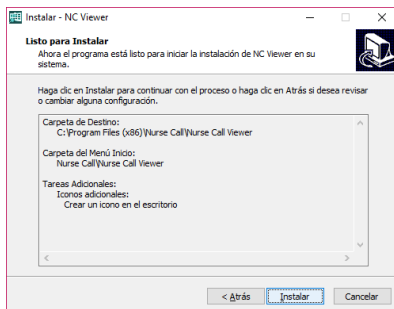 Instalar - NC Viewer
Listo para Instalar
Ahora el programa está listo para iniciar la instalación de NC Viewer en su
sistema.
Haga clic en Instalar para continuar con el proceso o haga clic en Atrás si desea revisar
o cambiar alguna configuración.
Carpeta de Destino:
C:\Program Files (x86)\Nurse Call\Nurse Call Viewer
Carpeta del Menú Inicio:
Nurse Call\Nurse Call Viewer
Tareas Adicionales:
Iconos adicionales:
Crear un icono en el escritorio
< Atrás Instalar Cancelar